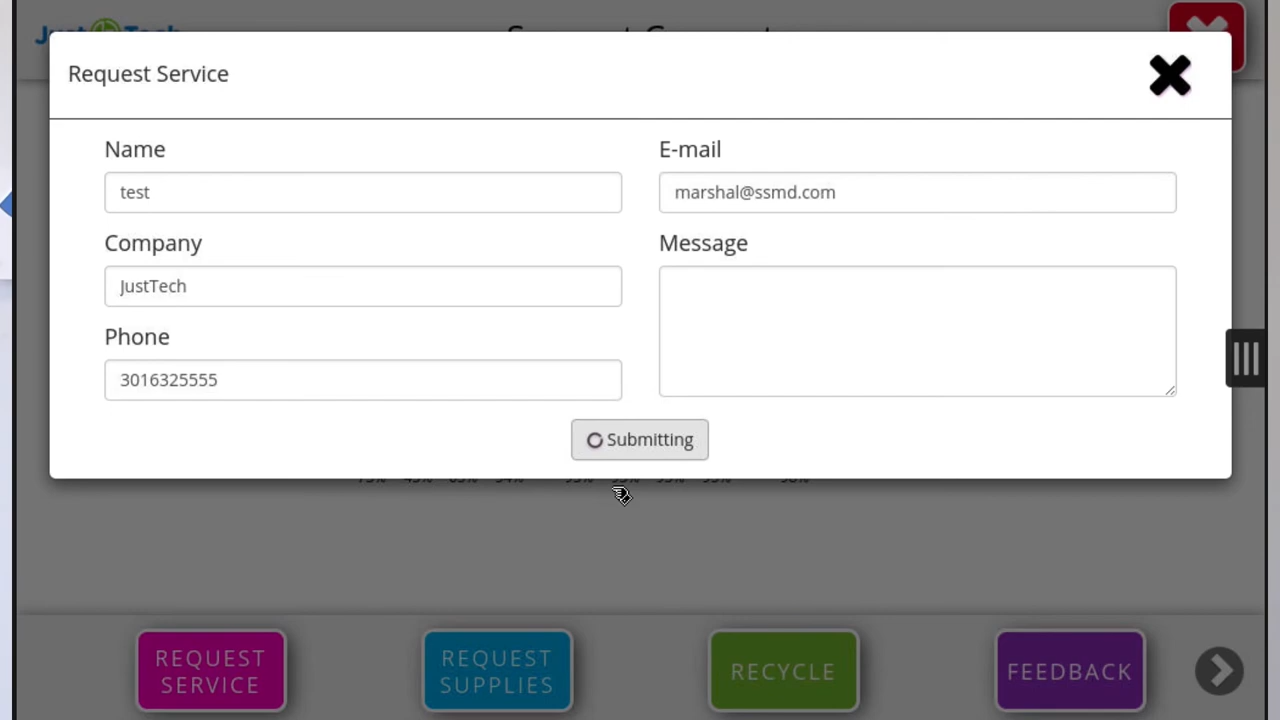 Request Service
Name
test
E-mail
marshal@ssmd.com
Company
JustTech
Message
Phone
3016325555
Submitting
REQUEST
SERVICE
REQUEST
SUPPLIES
RECYCLE
FEEDBACK